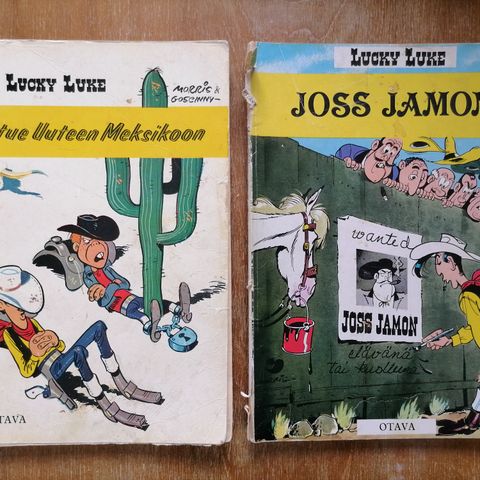 LUCKY LUKE
MORRIS &
GOSCINNY
Uuteen Meksikoon
OTAVA
LUCKY LUKE
JOSS JAMON
wanted
JOSS JAMON
elävänä
tai kuolleena
OTAVA